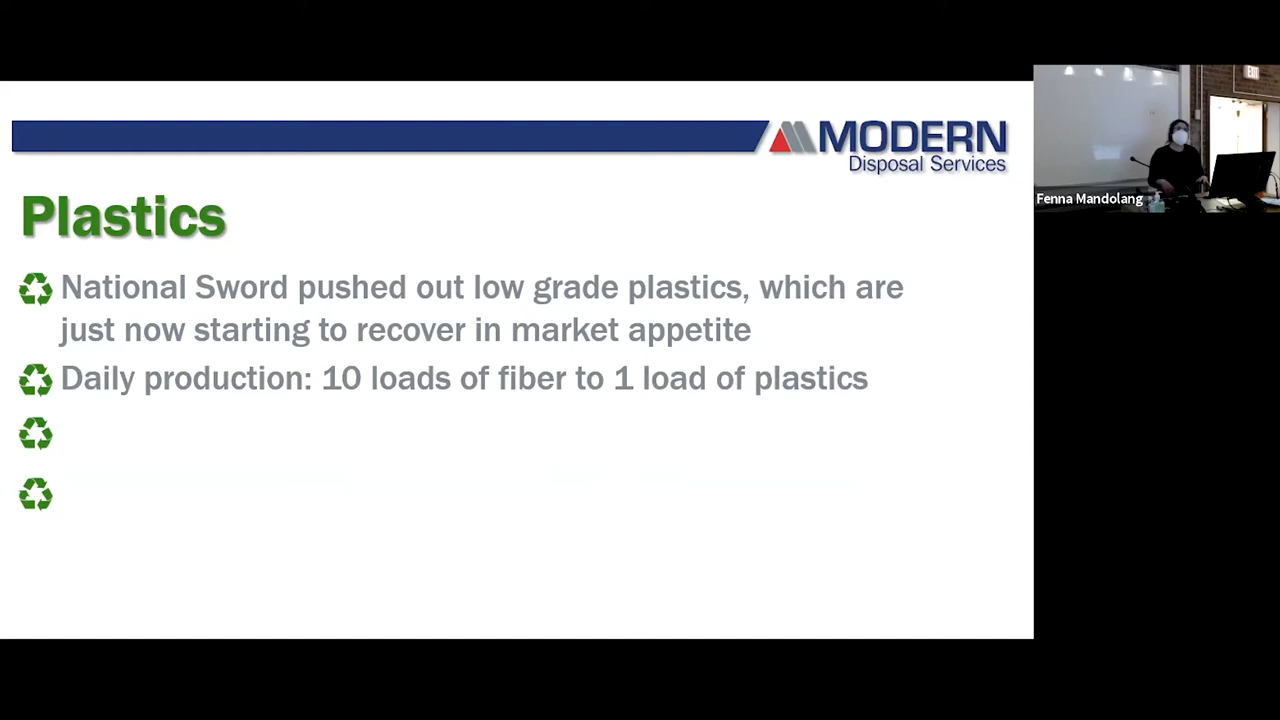 MODERN
Disposal Services
EXIT
Fenna Mandolang
Plastics
National Sword pushed out low grade plastics, which are
just now starting to recover in market appetite
Daily production: 10 loads of fiber to 1 load of plastics